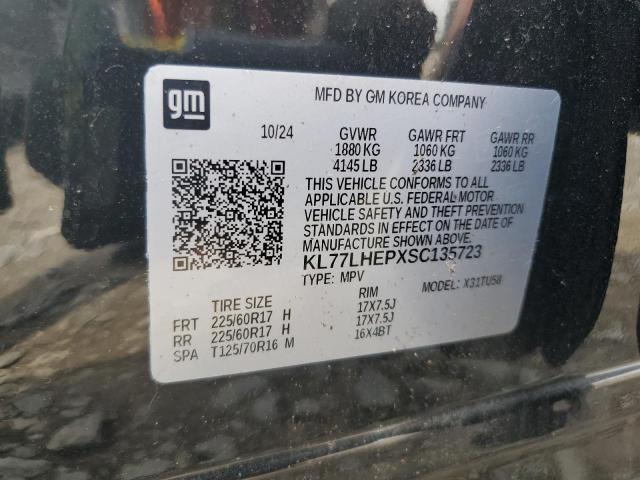 gm
MFD BY GM KOREA COMPANY
10/24 GVWR GAWR FRT GAWR RR
1880 KG 1060 KG 1060 KG
4145 LB 2336 LB 2336 LB
THIS VEHICLE CONFORMS TO ALL
APPLICABLE U.S. FEDERAL MOTOR
VEHICLE SAFETY AND THEFT PREVENTION
STANDARDS IN EFFECT ON THE DATE OF
MANUFACTURE SHOWN ABOVE.
KL77LHEPXSC135723
TYPE: MPV MODEL: X31TU58
TIRE SIZE RIM
FRT 225/60R17 H 17X7.5J
RR 225/60R17 H 17X7.5J
SPA T125/70R16 M 16X4BT